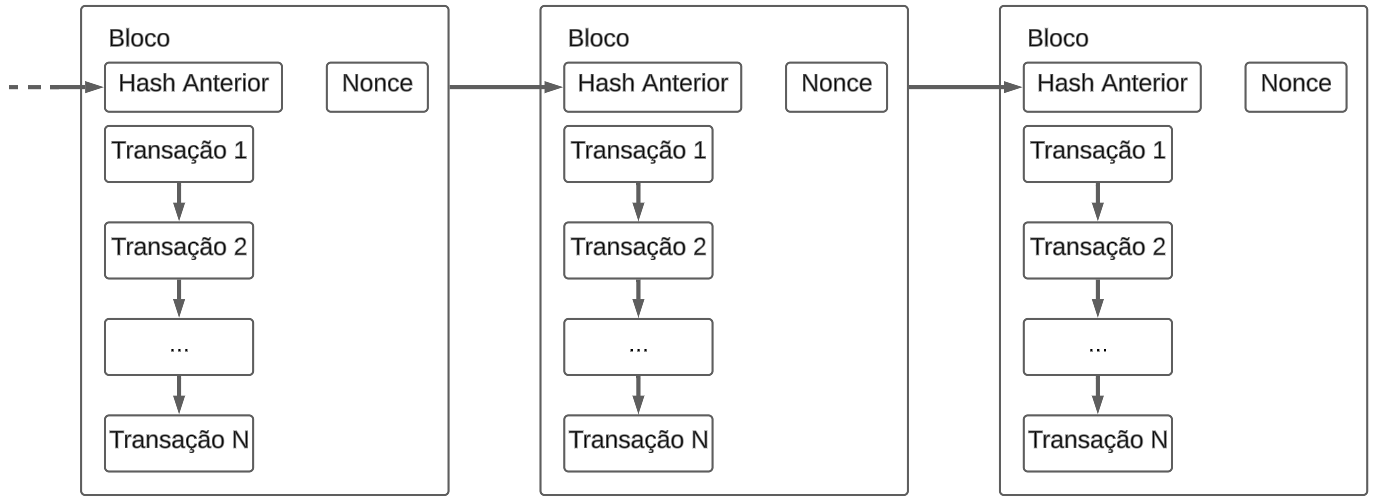 Bloco
Hash Anterior
Nonce
Transação 1
Transação 2
...
Transação N
Bloco
Hash Anterior
Nonce
Transação 1
Transação 2
...
Transação N
Bloco
Hash Anterior
Nonce
Transação 1
Transação 2
...
Transação N